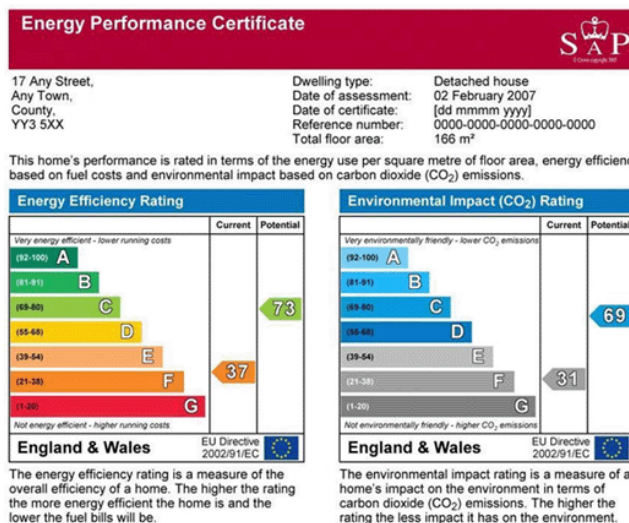 Energy Performance Certificate
SAP
17 Any Street,
Any Town,
County,
YY3 5XX
Dwelling type: Detached house
Date of assessment: 02 February 2007
Date of certificate: [dd mmmm yyyy]
Reference number: 0000-0000-0000-0000-0000
Total floor area: 166 m²
This home's performance is rated in terms of the energy use per square metre of floor area, energy efficienc
based on fuel costs and environmental impact based on carbon dioxide (CO₂) emissions.
Energy Efficiency Rating
Current Potential
Very energy efficient - lower running costs
(92-100) A
(81-91) B
(69-80) C
73
(55-68) D
(39-54) E
(21-38) F
37
(1-20) G
Not energy efficient - higher running costs
England & Wales
EU Directive
2002/91/EC
The energy efficiency rating is a measure of the
overall efficiency of a home. The higher the rating
the more energy efficient the home is and the
lower the fuel bills will be.
Environmental Impact (CO₂) Rating
Current Potential
Very environmentally friendly - lower CO₂ emissions
(92-100) A
(81-91) B
(69-80) C
69
(55-68) D
(39-54) E
(21-38) F
31
(1-20) G
Not environmentally friendly - higher CO₂ emissions
England & Wales
EU Directive
2002/91/EC
The environmental impact rating is a measure of a
home's impact on the environment in terms of
carbon dioxide (CO₂) emissions. The higher the
rating the less impact it has on the environment.